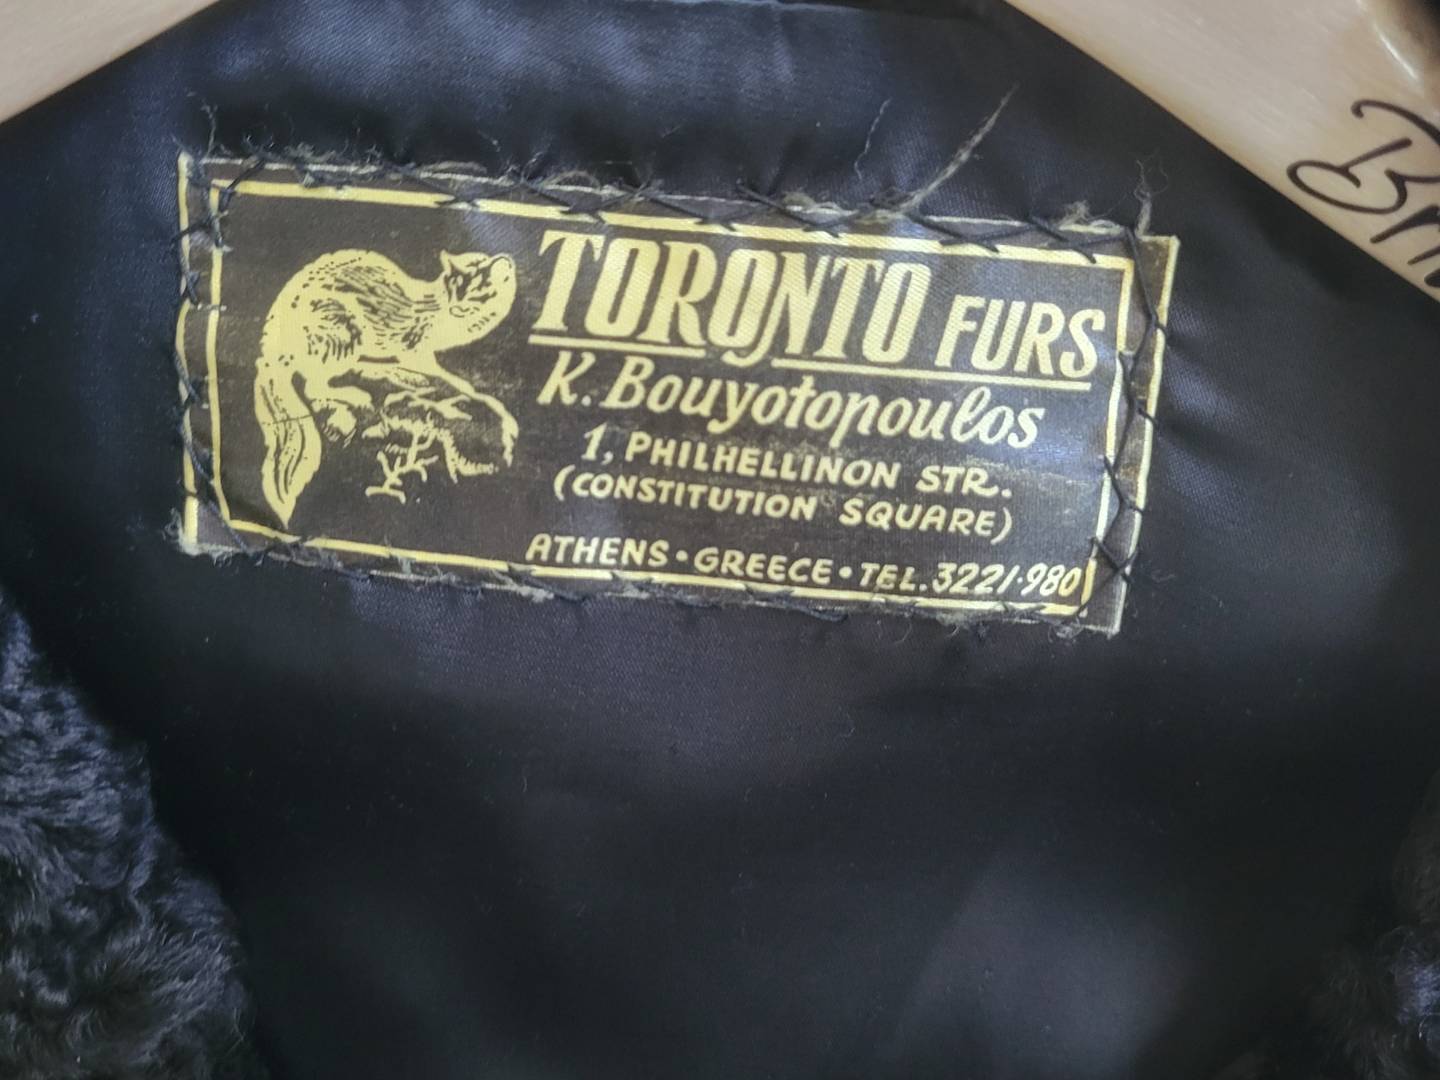 TORONTO FURS
K. Bouyotopoulos
1, PHILHELLINON STR.
(CONSTITUTION SQUARE)
ATHENS • GREECE • TEL. 3221·980